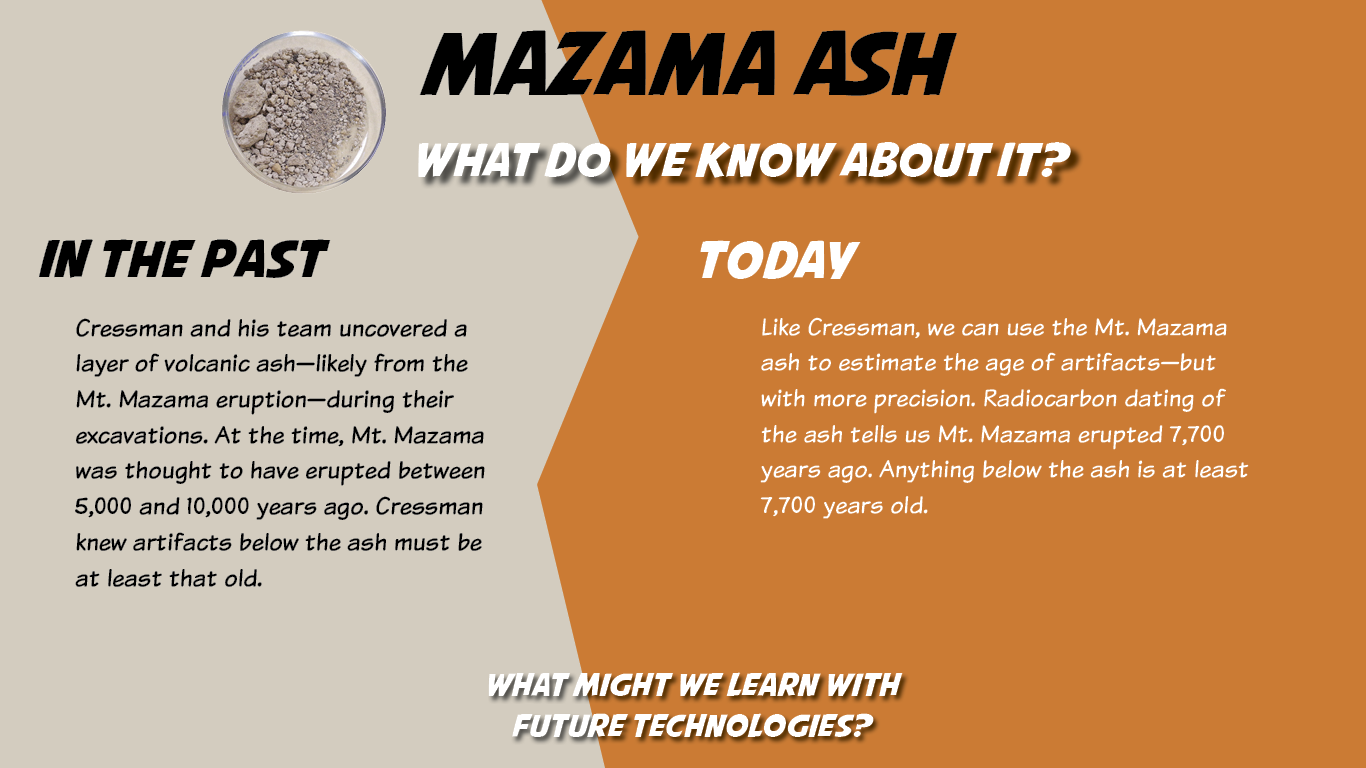 MAZAMA ASH
WHAT DO WE KNOW ABOUT IT?
IN THE PAST
Cressman and his team uncovered a
layer of volcanic ash—likely from the
Mt. Mazama eruption—during their
excavations. At the time, Mt. Mazama
was thought to have erupted between
5,000 and 10,000 years ago. Cressman
knew artifacts below the ash must be
at least that old.
TODAY
Like Cressman, we can use the Mt. Mazama
ash to estimate the age of artifacts—but
with more precision. Radiocarbon dating of
the ash tells us Mt. Mazama erupted 7,700
years ago. Anything below the ash is at least
7,700 years old.
WHAT MIGHT WE LEARN WITH
FUTURE TECHNOLOGIES?